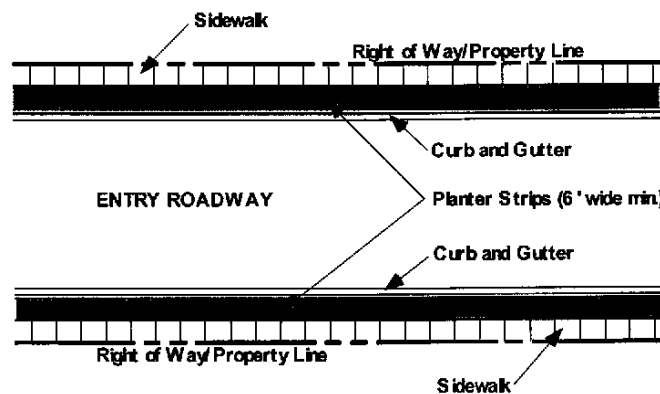 Sidewalk
Right of Way/Property Line
Curb and Gutter
ENTRY ROADWAY
Planter Strips (6' wide min.)
Curb and Gutter
Right of Way/Property Line
Sidewalk